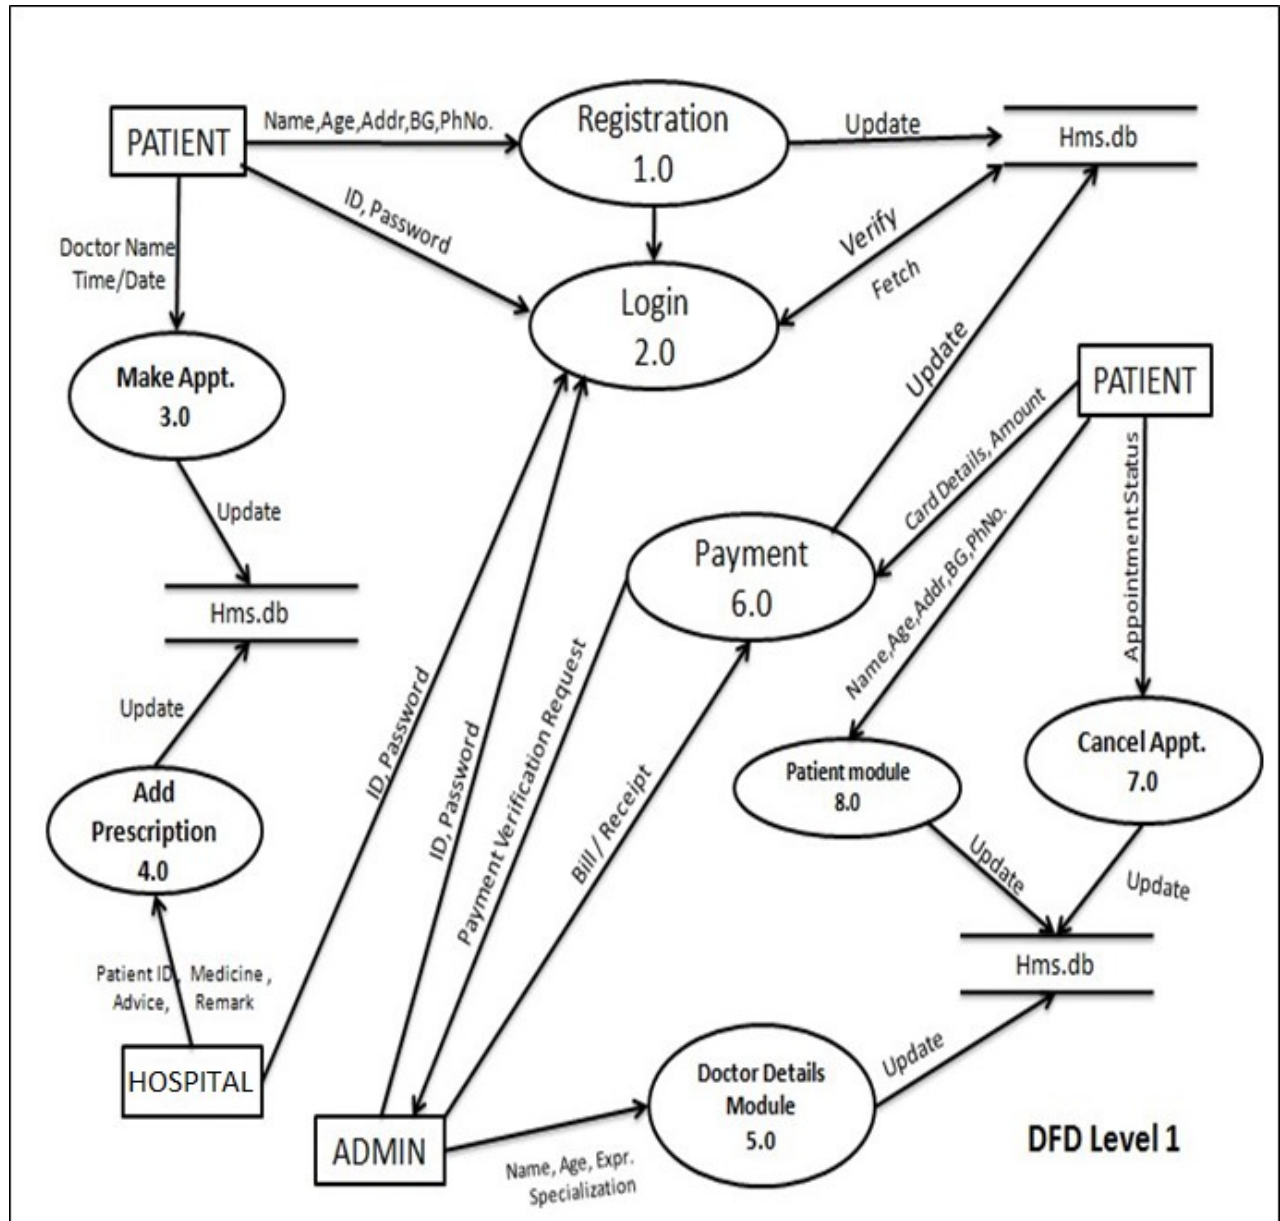 Name,Age,Addr,BG,PhNo.
Registration
1.0
Update
Hms.db
PATIENT
ID, Password
Verify
Fetch
Doctor Name
Time/Date
Login
2.0
Make Appt.
3.0
Update
PATIENT
Card Details, Amount
AppointmentStatus
Update
Hms.db
Payment
6.0
Name,Age,Addr,BG,PhNo.
Update
Add
Prescription
4.0
ID, Password
ID, Password
Payment Verification Request
Bill / Receipt
Patient module
8.0
Cancel Appt.
7.0
Update
Update
Hms.db
Patient ID, Medicine,
Advice, Remark
HOSPITAL
ADMIN
Name, Age, Expr.
Specialization
Doctor Details
Module
5.0
Update
DFD Level 1